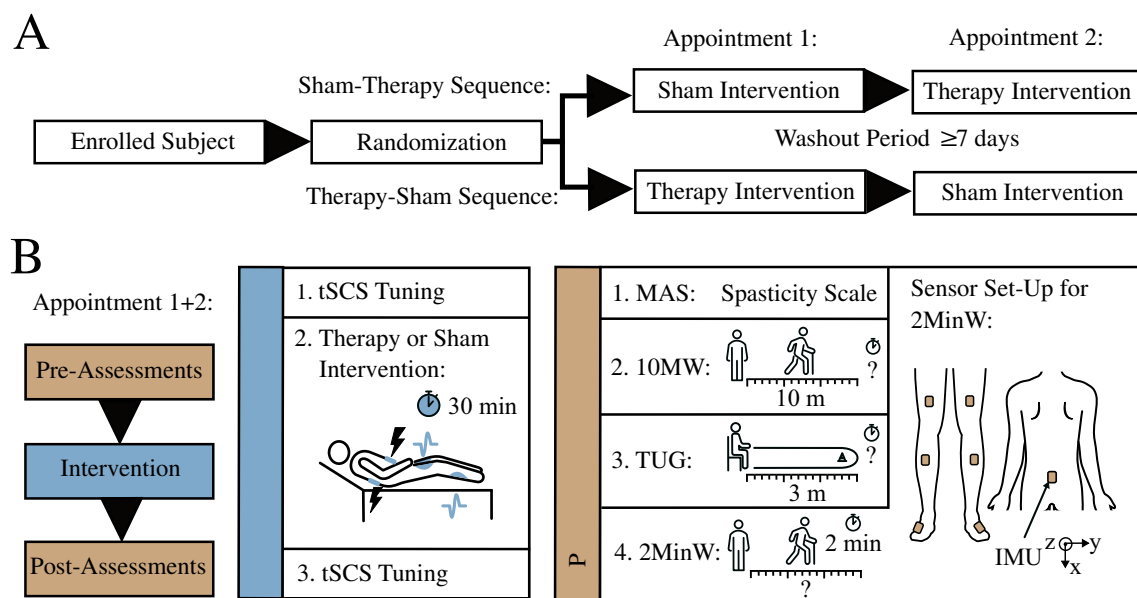 A
Appointment 1:
Appointment 2:
Sham-Therapy Sequence:
Sham Intervention
Therapy Intervention
Enrolled Subject
Randomization
Washout Period ≥7 days
Therapy-Sham Sequence:
Therapy Intervention
Sham Intervention
B
Appointment 1+2:
Pre-Assessments
Intervention
Post-Assessments
1. tSCS Tuning
2. Therapy or Sham
Intervention:
30 min
3. tSCS Tuning
P
1. MAS: Spasticity Scale
2. 10MW:
?
10 m
3. TUG:
?
3 m
4. 2MinW:
2 min
?
Sensor Set-Up for
2MinW:
IMU
z
y
x